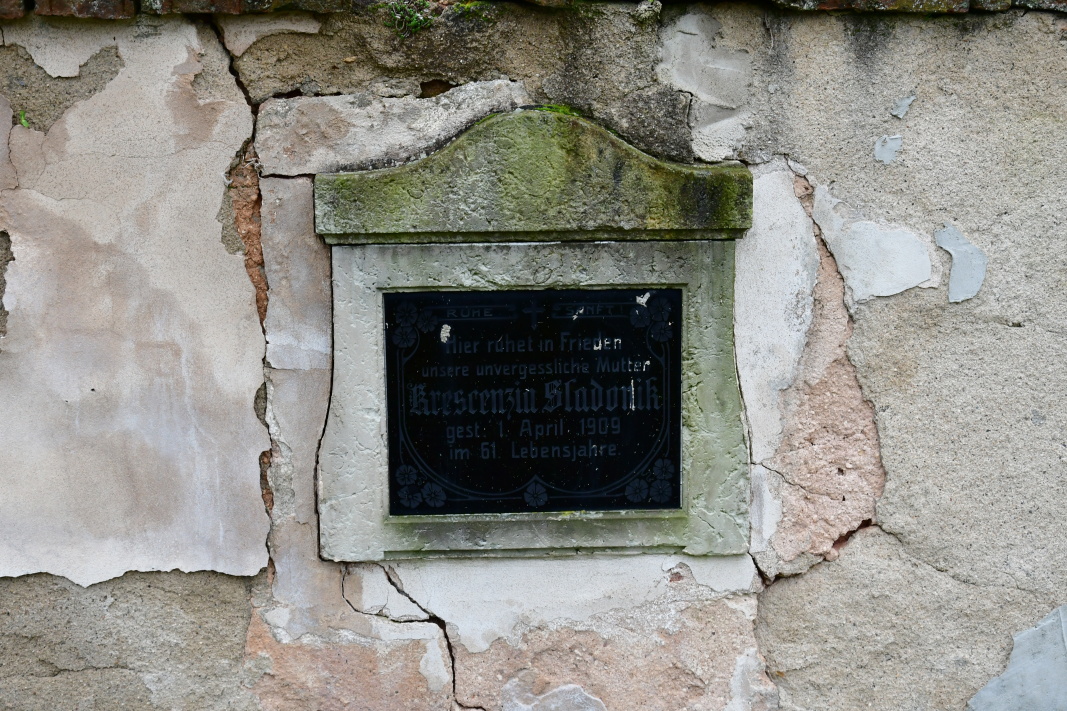 RUHE SANFT!
Hier ruhet in Frieden
unsere unvergessliche Mutter
Krescenzia Sladonik
gest: 1. April 1909
im 61. Lebensjahre.